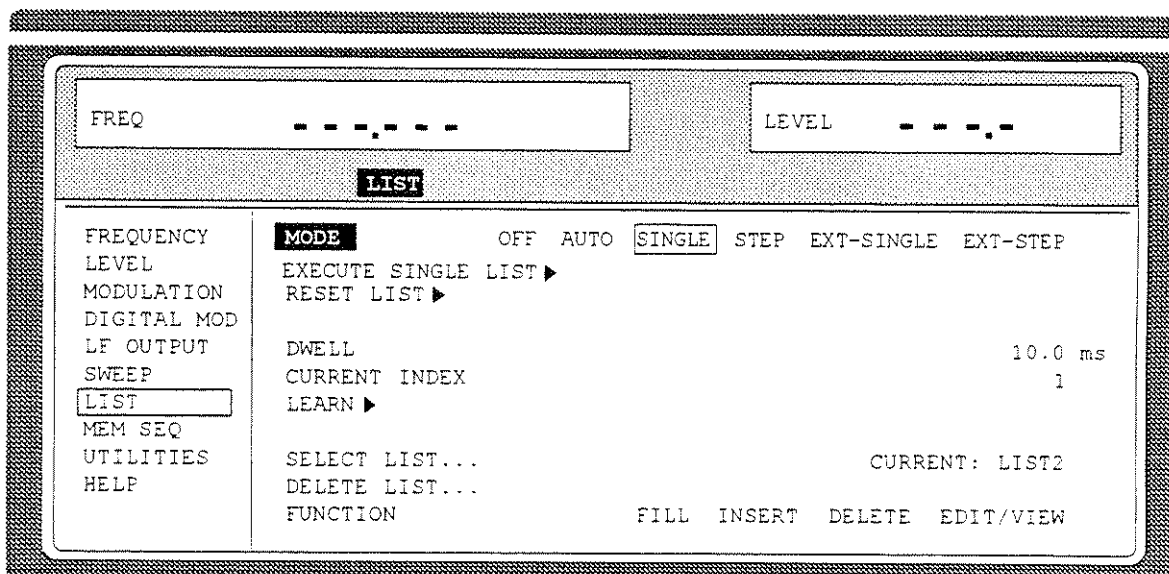 FREQ - - -.- - - LEVEL - - -.-
LIST
FREQUENCY
LEVEL
MODULATION
DIGITAL MOD
LF OUTPUT
SWEEP
LIST
MEM SEQ
UTILITIES
HELP
MODE OFF AUTO SINGLE STEP EXT-SINGLE EXT-STEP
EXECUTE SINGLE LIST▶
RESET LIST▶
DWELL 10.0 ms
CURRENT INDEX 1
LEARN ▶
SELECT LIST... CURRENT: LIST2
DELETE LIST...
FUNCTION FILL INSERT DELETE EDIT/VIEW